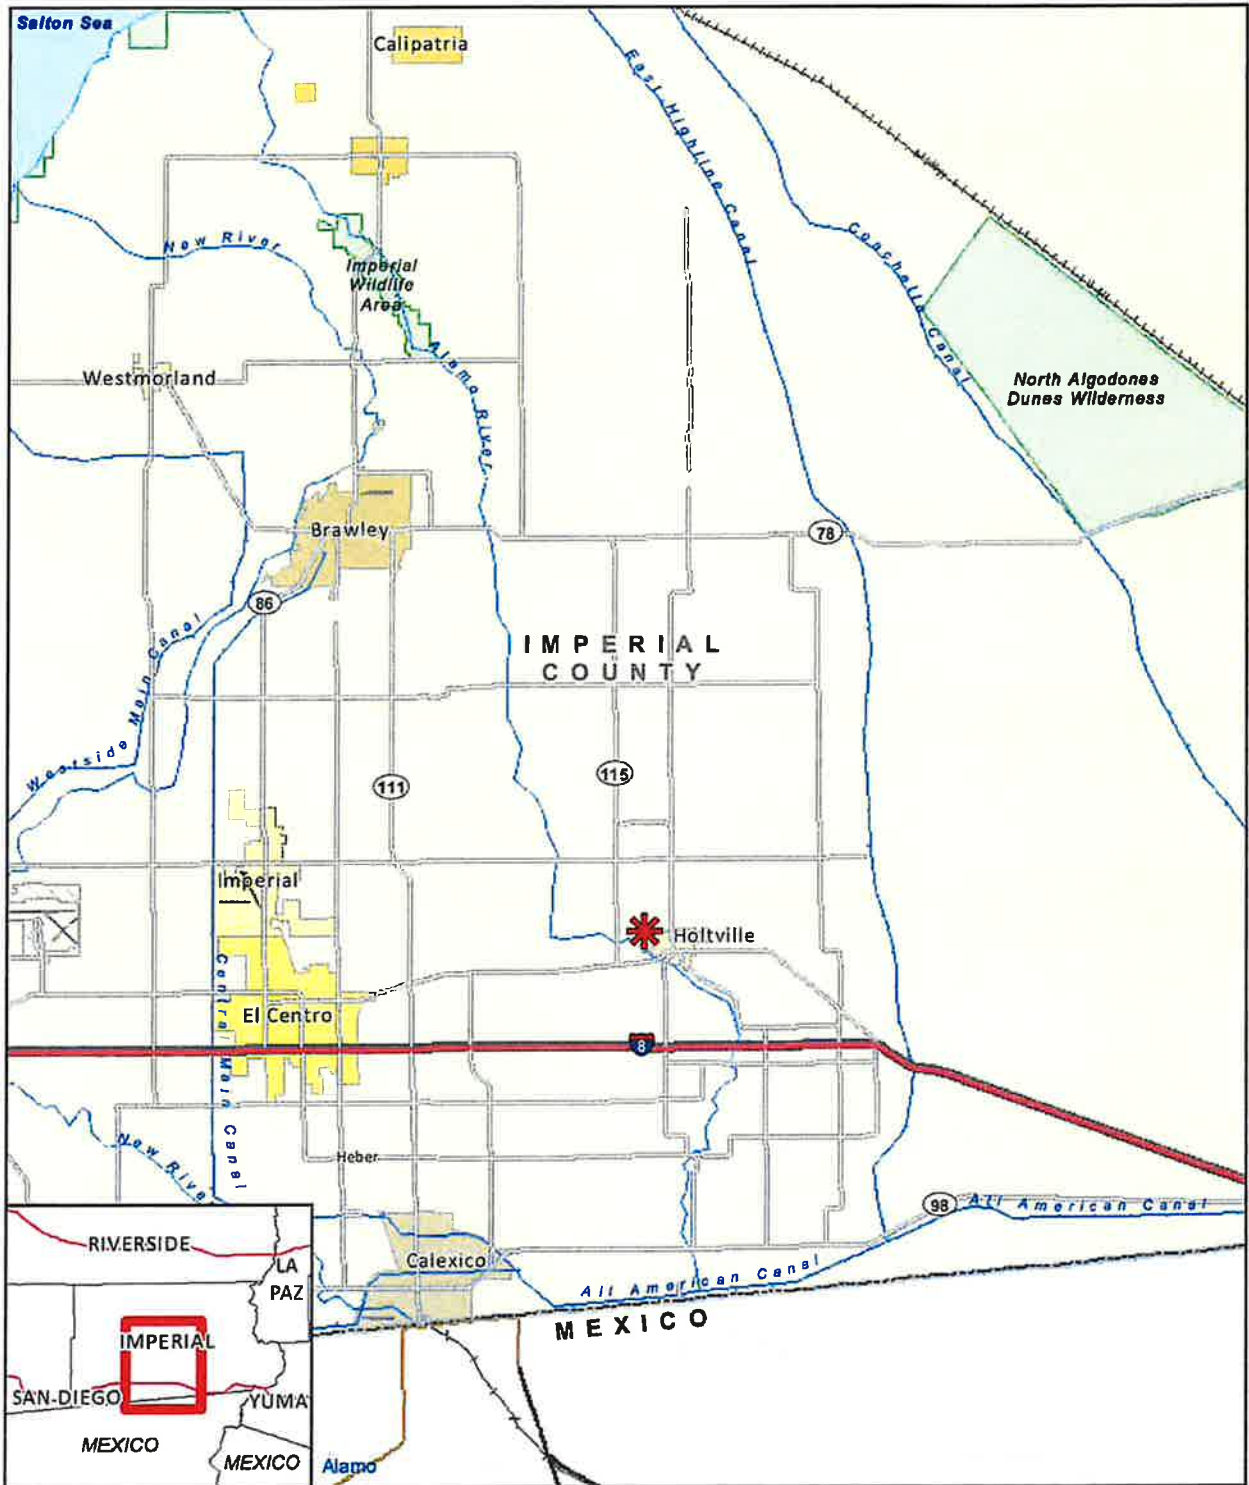 Salton Sea
Calipatria
East Highline Canal
New River
Imperial
Wildlife
Area
Coachella Canal
Westmorland
Alamo River
North Algodones
Dunes Wilderness
Brawley
78
86
IMPERIAL
COUNTY
Westside Main Canal
111
115
Imperial
Holtville
El Centro
8
Central Main Canal
New Rive
Heber
98
All American Canal
Calexico
All American Canal
MEXICO
RIVERSIDE
LA
PAZ
IMPERIAL
SAN-DIEGO
YUMA
MEXICO
MEXICO
Alamo